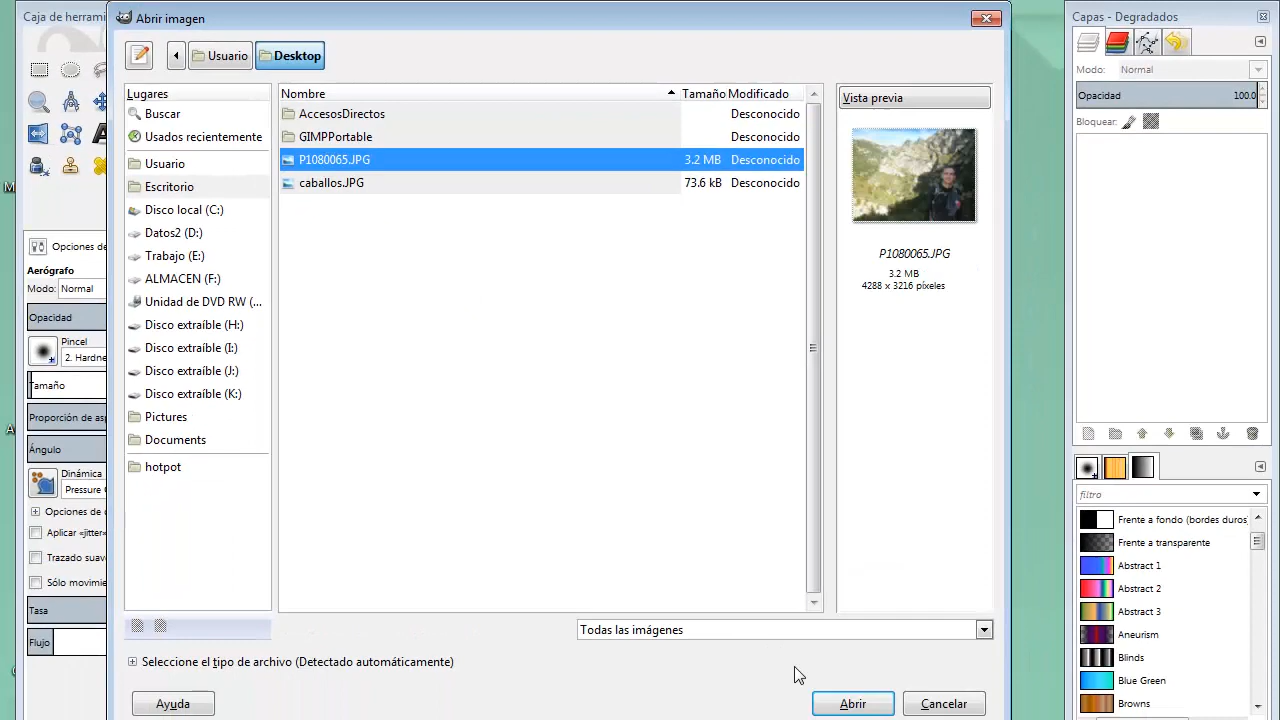 Caja de herrami
Abrir imagen
Capas - Degradados
Usuario
Desktop
Modo:
Normal
Lugares
Nombre
Tamaño
Modificado
Vista previa
Opacidad
100.0
Buscar
AccesosDirectos
Desconocido
Bloquear:
Usados recientemente
GIMPPortable
Desconocido
Usuario
P1080065.JPG
3.2 MB
Desconocido
Escritorio
caballos.JPG
73.6 kB
Desconocido
Disco local (C:)
Datos2 (D:)
Opciones de
Trabajo (E:)
P1080065.JPG
Aerógrafo
ALMACEN (F:)
3.2 MB
Modo:
Normal
4288 x 3216 píxeles
Unidad de DVD RW (...
Opacidad
Disco extraíble (H:)
Pincel
Disco extraíble (I:)
2. Hardne
Disco extraíble (J:)
Tamaño
Disco extraíble (K:)
Proporción de asp
Pictures
Documents
Ángulo
hotpot
Dinámica
Pressure O
filtro
Opciones de d
Frente a fondo (bordes duros)
Aplicar «jitter»
Frente a transparente
Trazado suav
Abstract 1
Sólo movimie
Abstract 2
Tasa
Abstract 3
Todas las imágenes
Aneurism
Flujo
Seleccione el tipo de archivo (Detectado automáticamente)
Blinds
Blue Green
Ayuda
Abrir
Cancelar
Browns